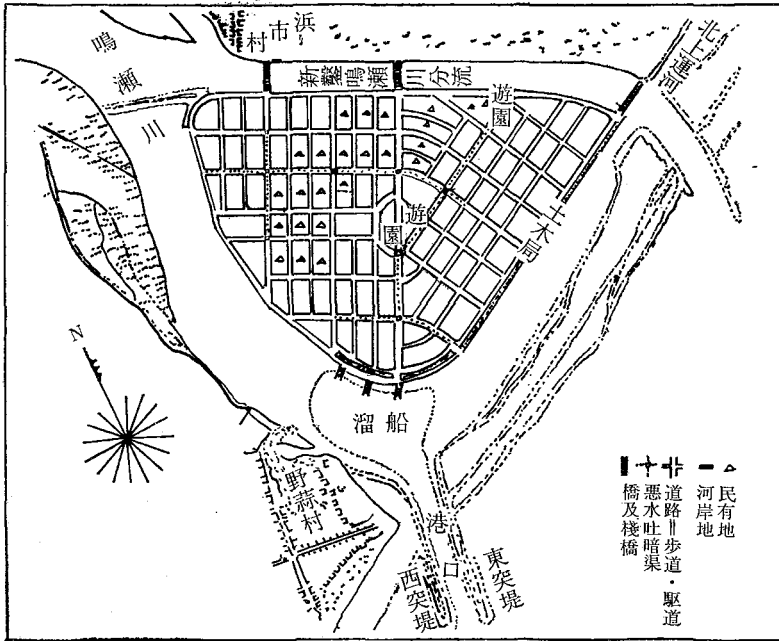 浜市村
鳴瀬川
新鑿鳴瀬川分流
北上運河
遊園
土木局
遊園
N
溜船
野蒜村
港口
西突堤
東突堤
民有地
河岸地
道路＝歩道・駆道
悪水吐暗渠
橋及桟橋